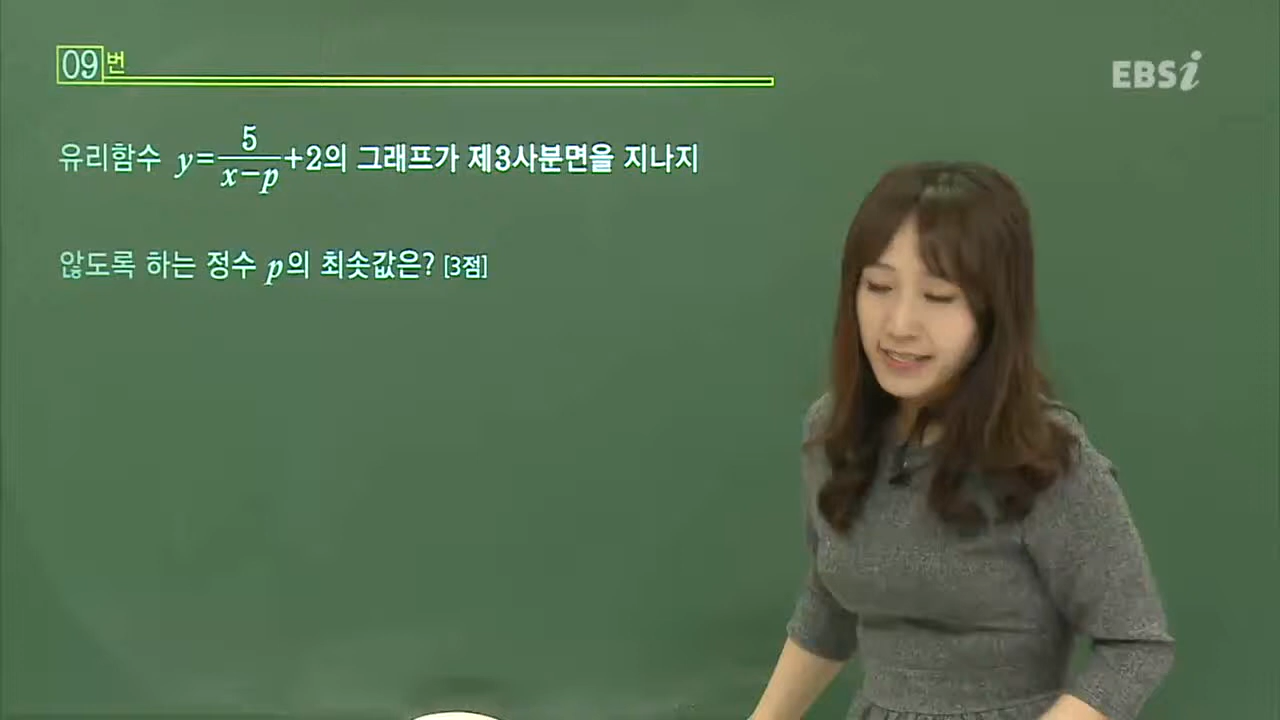 09번
EBSi
유리함수 y=5/(x-p)+2의 그래프가 제3사분면을 지나지
않도록 하는 정수 p의 최솟값은? [3점]